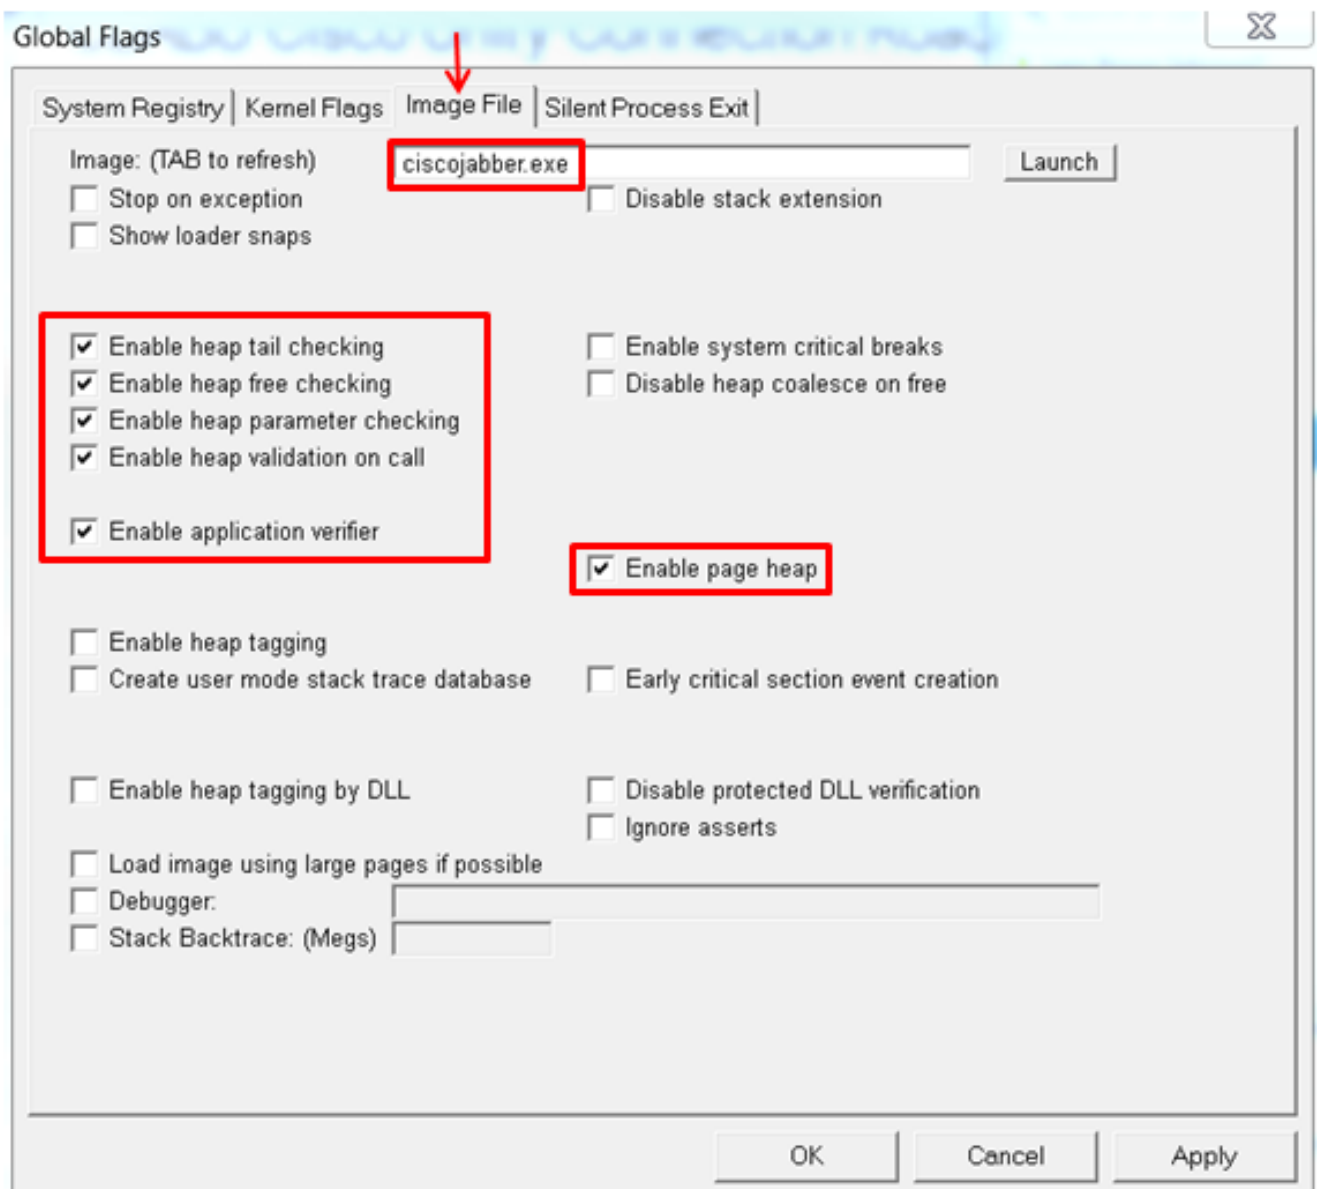 Cisco Unity Connection Road
Global Flags
System Registry Kernel Flags Image File Silent Process Exit
Image: (TAB to refresh) ciscojabber.exe Launch
Stop on exception Disable stack extension
Show loader snaps
Enable heap tail checking Enable system critical breaks
Enable heap free checking Disable heap coalesce on free
Enable heap parameter checking
Enable heap validation on call
Enable application verifier
Enable page heap
Enable heap tagging
Create user mode stack trace database Early critical section event creation
Enable heap tagging by DLL Disable protected DLL verification
Ignore asserts
Load image using large pages if possible
Debugger:
Stack Backtrace: (Megs)
OK Cancel Apply